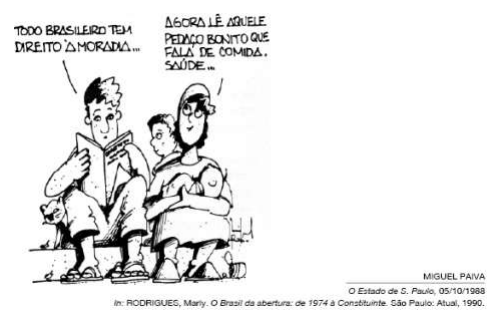 TODO BRASILEIRO TEM
DIREITO À MORADIA...
AGORA LÊ AQUELE
PEDAÇO BONITO QUE
FALA DE COMIDA,
SAÚDE...
MIGUEL PAIVA
O Estado de S. Paulo, 05/10/1988
In: RODRIGUES, Marly. O Brasil da abertura: de 1974 à Constituinte. São Paulo: Atual, 1990.